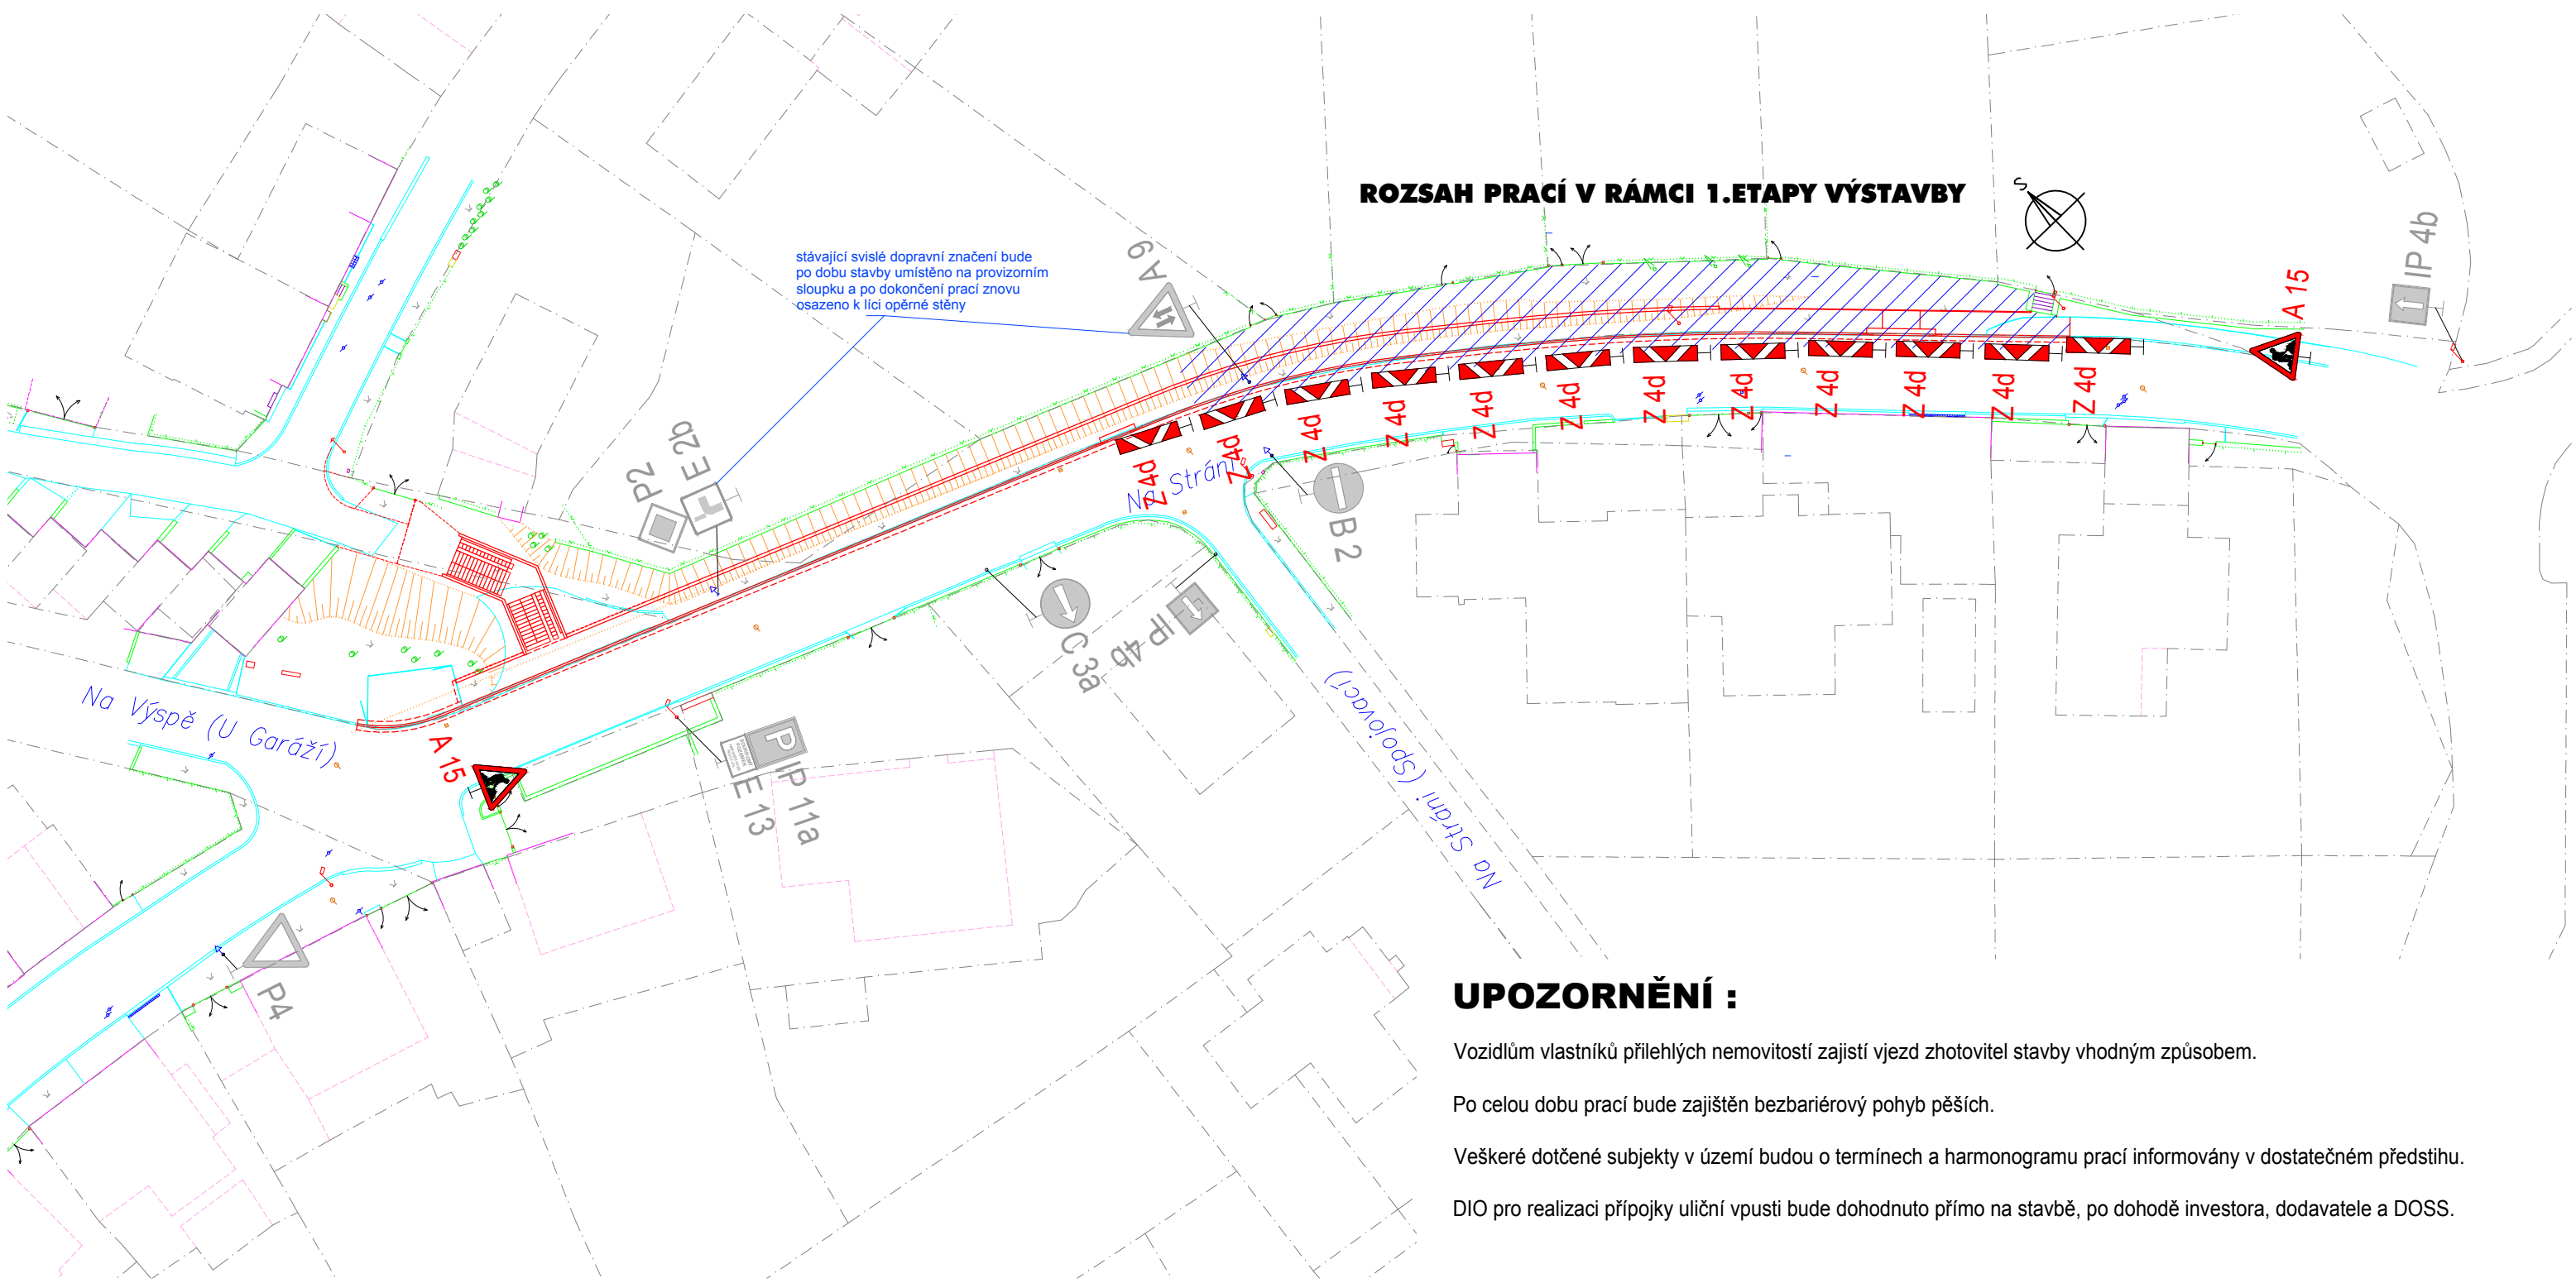 ROZSAH PRACÍ V RÁMCI 1.ETAPY VÝSTAVBY
S
IP 4b
stávající svislé dopravní značení bude
po dobu stavby umístěno na provizorním
sloupku a po dokončení prací znovu
osazeno k líci opěrné stěny
A 9
A 15
E 2b
P 2
Z 4d
Z 4d
Z 4d
Z 4d
Z 4d
Z 4d
Z 4d
Z 4d
Z 4d
Z 4d
Z 4d
Z 4d
Na Strání
B 2
C 3a
IP 4b
Na Výspě (U Garáží)
A 15
P
IP 11a
E 13
Na Strání (Spojovací)
P4
UPOZORNĚNÍ :
Vozidlům vlastníků přilehlých nemovitostí zajistí vjezd zhotovitel stavby vhodným způsobem.
Po celou dobu prací bude zajištěn bezbariérový pohyb pěších.
Veškeré dotčené subjekty v území budou o termínech a harmonogramu prací informovány v dostatečném předstihu.
DIO pro realizaci přípojky uliční vpusti bude dohodnuto přímo na stavbě, po dohodě investora, dodavatele a DOSS.